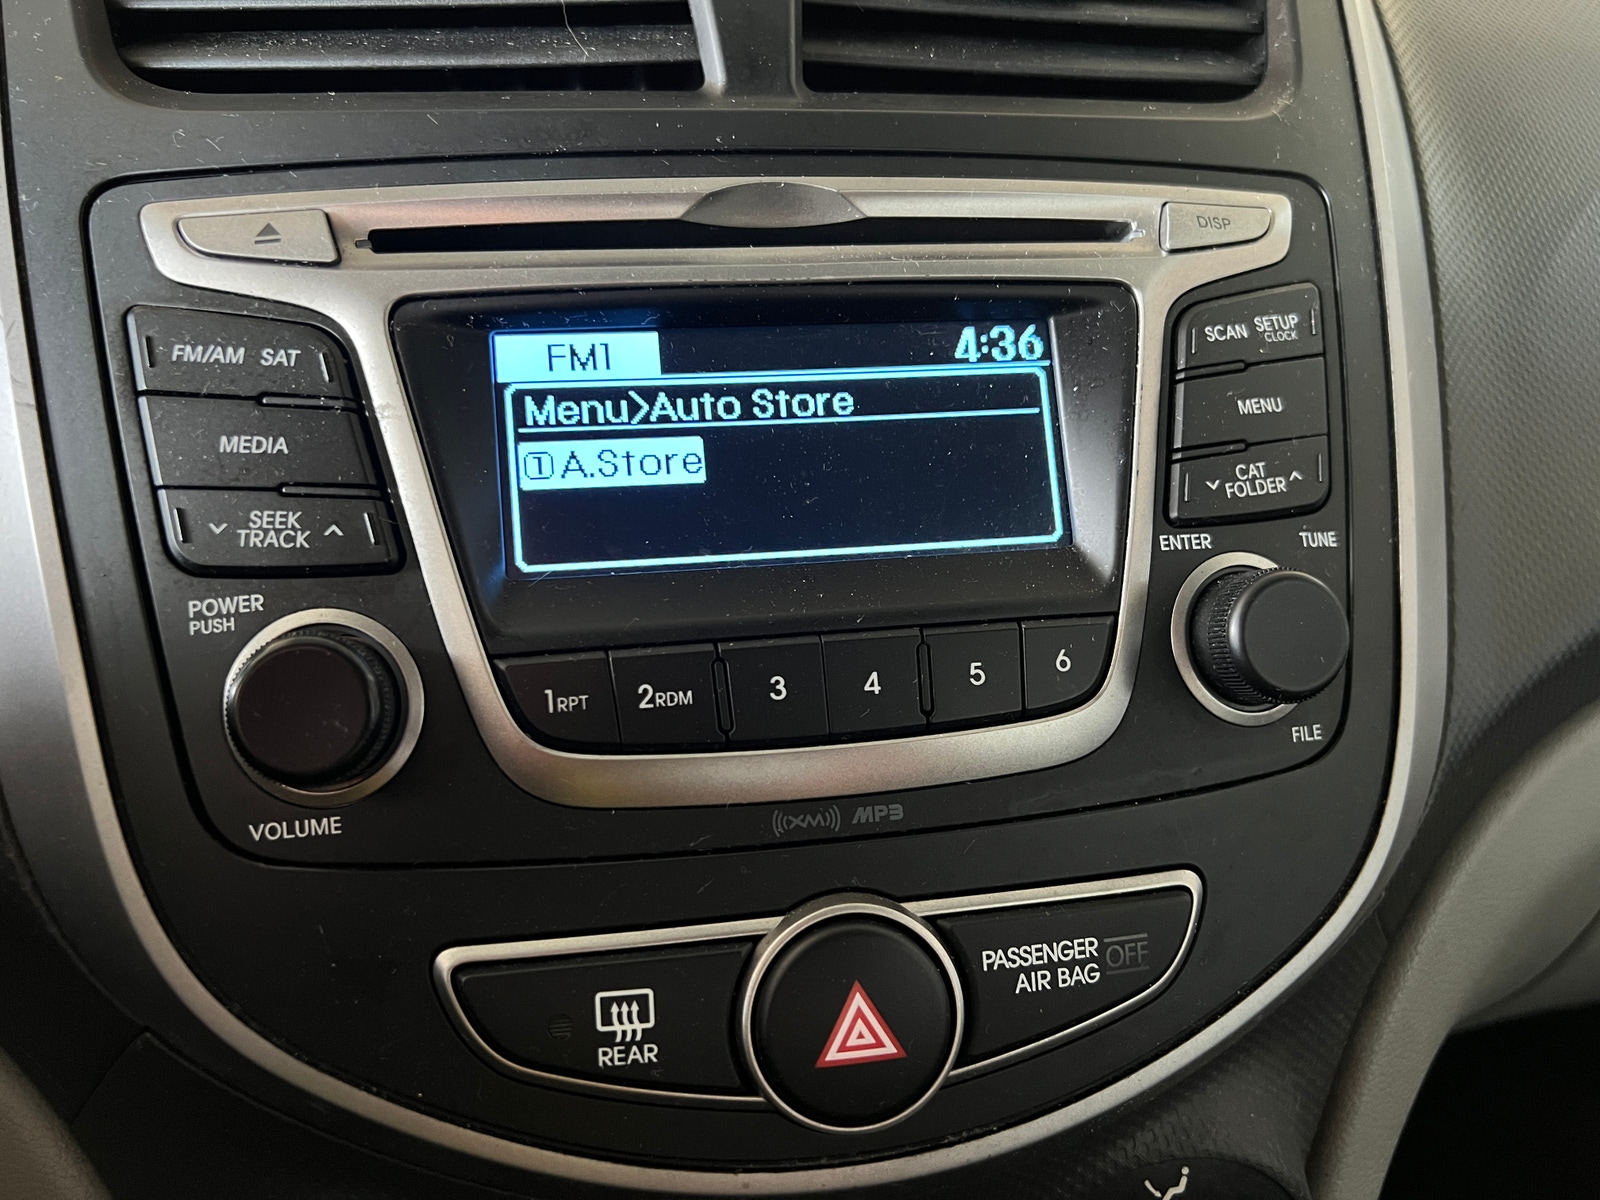 DISP
FM/AM SAT
MEDIA
SEEK
TRACK
POWER
PUSH
VOLUME
FM1
4:36
Menu>Auto Store
①A.Store
SCAN SETUP
CLOCK
MENU
CAT
FOLDER
ENTER
TUNE
FILE
1RPT
2RDM
3
4
5
6
((XM)) MP3
REAR
PASSENGER
AIR BAG
OFF